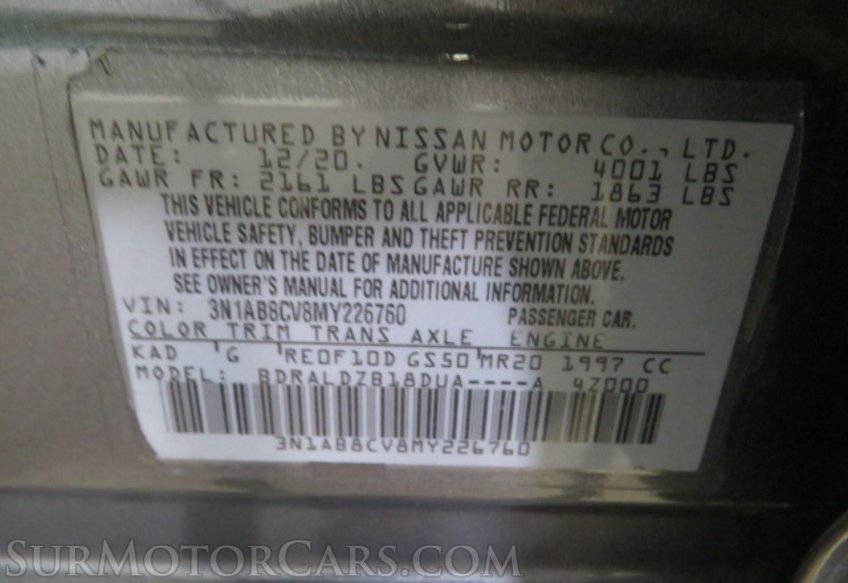 MANUFACTURED BY NISSAN MOTOR CO., LTD.
DATE: 12/20. GVWR: 4001 LBS
GAWR FR: 2161 LBS GAWR RR: 1863 LBS
THIS VEHICLE CONFORMS TO ALL APPLICABLE FEDERAL MOTOR
VEHICLE SAFETY, BUMPER AND THEFT PREVENTION STANDARDS
IN EFFECT ON THE DATE OF MANUFACTURE SHOWN ABOVE.
SEE OWNER'S MANUAL FOR ADDITIONAL INFORMATION.
VIN: 3N1AB8CV8MY226760 PASSENGER CAR.
COLOR TRIM TRANS AXLE ENGINE
KAD G RE0F10D GS50 MR20 1997 CC
MODEL: BDRALDZB18DUA----A 4Z000
3N1AB8CV8MY226760
SURMOTORCARS.COM